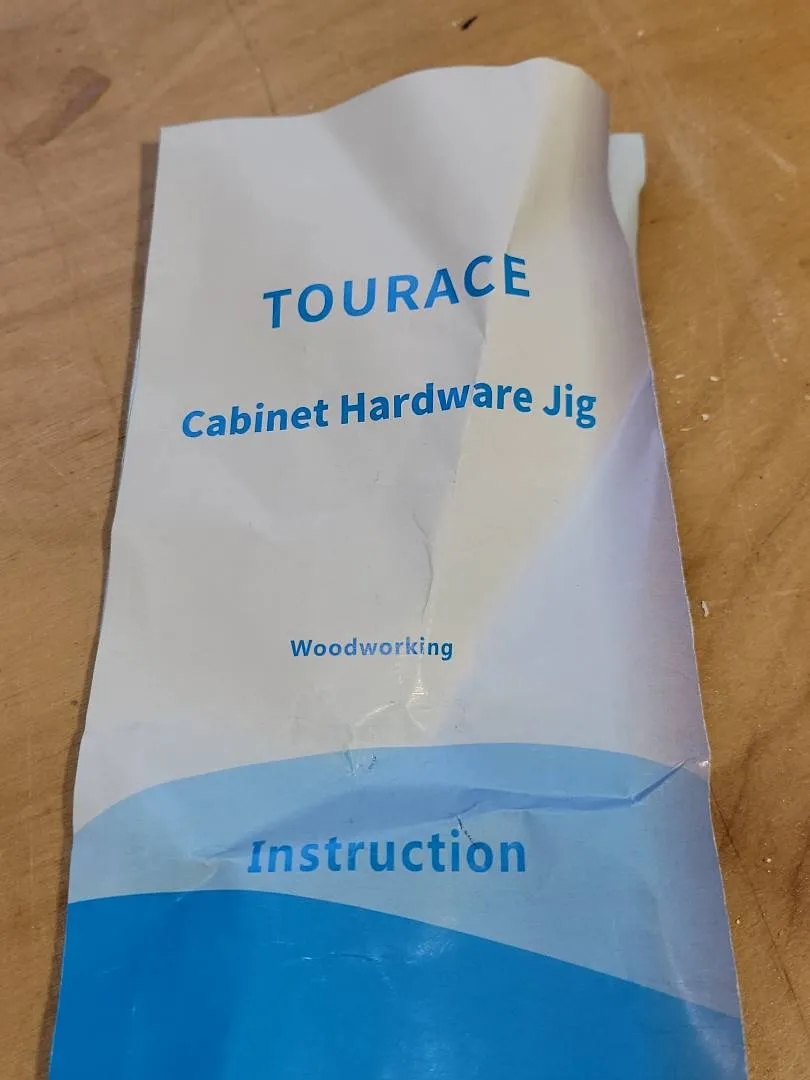 TOURACE
Cabinet Hardware Jig
Woodworking
Instruction